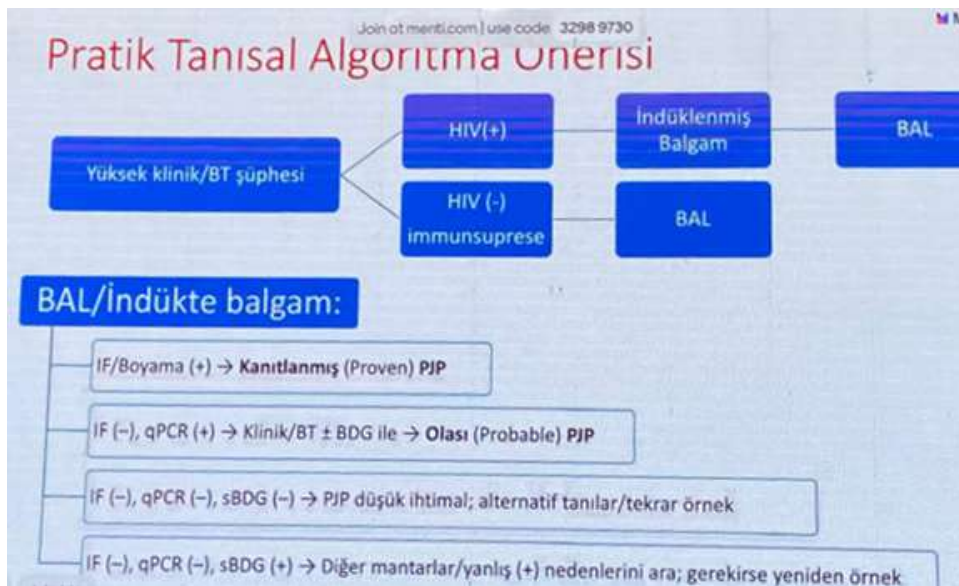 Join at menti.com | use code 3298 9730
M
Pratik Tanısal Algoritma Önerisi
Yüksek klinik/BT şüphesi
HIV(+)
İndüklenmiş
Balgam
BAL
HIV (-)
immunsuprese
BAL
BAL/İndükte balgam:
IF/Boyama (+) → Kanıtlanmış (Proven) PJP
IF (–), qPCR (+) → Klinik/BT ± BDG ile → Olası (Probable) PJP
IF (–), qPCR (–), sBDG (–) → PJP düşük ihtimal; alternatif tanılar/tekrar örnek
IF (–), qPCR (–), sBDG (+) → Diğer mantarlar/yanlış (+) nedenlerini ara; gerekirse yeniden örnek